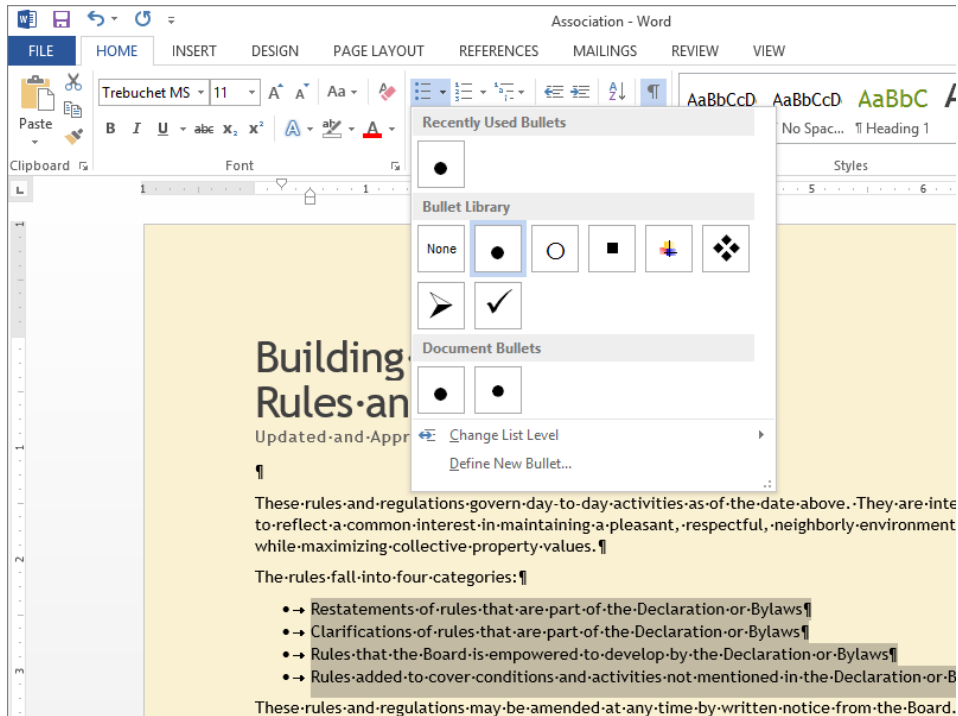 Association - Word
FILE HOME INSERT DESIGN PAGE LAYOUT REFERENCES MAILINGS REVIEW VIEW
Trebuchet MS 11 Aa
AaBbCcD AaBbCcD AaBbC
Paste B I U abc X₂ X² A ab A
No Spac... ¶ Heading 1
Clipboard Font Styles
Recently Used Bullets
Bullet Library
None
Document Bullets
Change List Level
Define New Bullet...
1 1 5 6
1
2
3
Building
Rules·an
Updated·and·Appr
¶
These·rules·and·regulations·govern·day-to-day·activities·as·of·the·date·above.·They·are·inte
to·reflect·a·common·interest·in·maintaining·a·pleasant,·respectful,·neighborly·environment
while·maximizing·collective·property·values.¶
The·rules·fall·into·four·categories:¶
•→Restatements·of·rules·that·are·part·of·the·Declaration·or·Bylaws¶
•→Clarifications·of·rules·that·are·part·of·the·Declaration·or·Bylaws¶
•→Rules·that·the·Board·is·empowered·to·develop·by·the·Declaration·or·Bylaws¶
•→Rules·added·to·cover·conditions·and·activities·not·mentioned·in·the·Declaration·or·B
These·rules·and·regulations·may·be·amended·at·any·time·by·written·notice·from·the·Board.